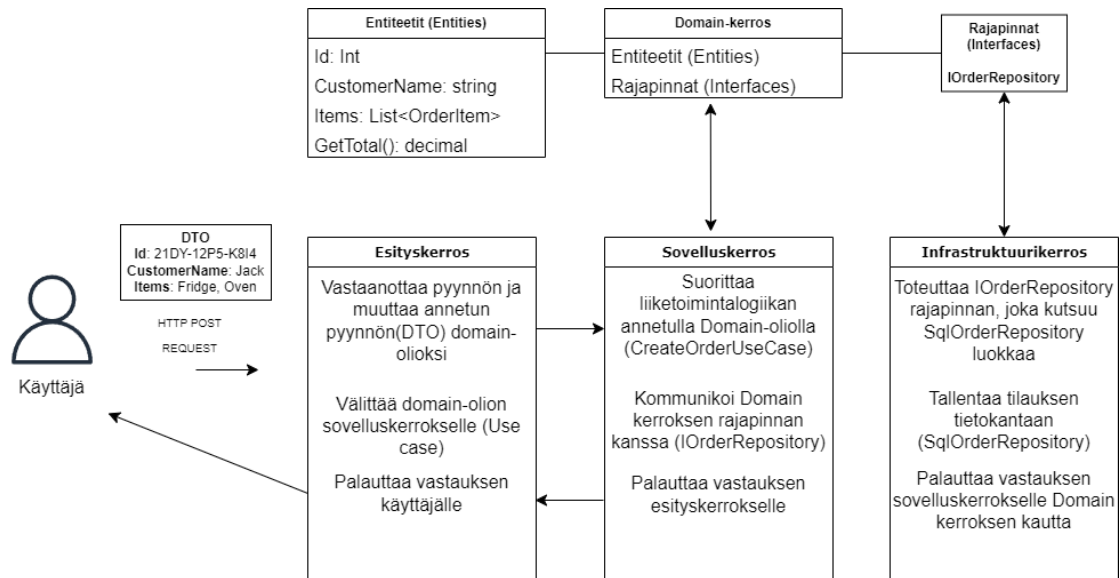 Entiteetit (Entities)
Id: Int
CustomerName: string
Items: List<OrderItem>
GetTotal(): decimal
Domain-kerros
Entiteetit (Entities)
Rajapinnat (Interfaces)
Rajapinnat
(Interfaces)
IOrderRepository
DTO
Id: 21DY-12P5-K8I4
CustomerName: Jack
Items: Fridge, Oven
HTTP POST
REQUEST
Käyttäjä
Esityskerros
Vastaanottaa pyynnön ja
muuttaa annetun
pyynnön(DTO) domain-
olioksi
Välittää domain-olion
sovelluskerrokselle (Use
case)
Palauttaa vastauksen
käyttäjälle
Sovelluskerros
Suorittaa
liiketoimintalogiikan
annetulla Domain-oliolla
(CreateOrderUseCase)
Kommunikoi Domain
kerroksen rajapinnan
kanssa (IOrderRepository)
Palauttaa vastauksen
esityskerrokselle
Infrastruktuurikerros
Toteuttaa IOrderRepository
rajapinnan, joka kutsuu
SqlOrderRepository
luokkaa
Tallentaa tilauksen
tietokantaan
(SqlOrderRepository)
Palauttaa vastauksen
sovelluskerrokselle Domain
kerroksen kautta